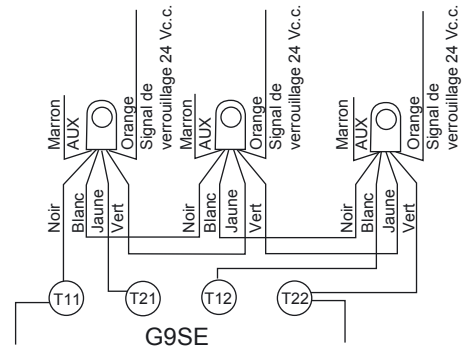 Marron
AUX
Orange
Signal de
verrouillage 24 Vc.c.
Marron
AUX
Orange
Signal de
verrouillage 24 Vc.c.
Marron
AUX
Orange
Signal de
verrouillage 24 Vc.c.
Noir
Blanc
Jaune
Vert
Noir
Blanc
Jaune
Vert
Noir
Blanc
Jaune
Vert
T11
T21
T12
T22
G9SE